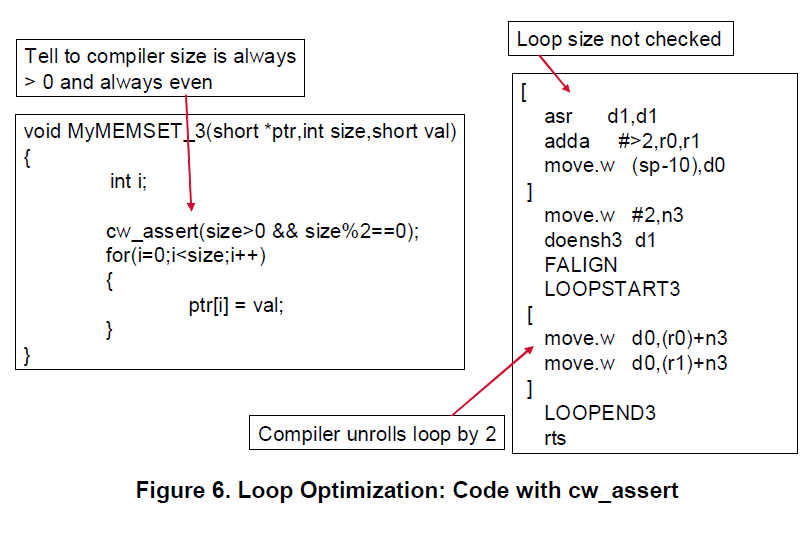 Tell to compiler size is always
> 0 and always even
void MyMEMSET_3(short *ptr,int size,short val)
{
int i;
cw_assert(size>0 && size%2==0);
for(i=0;i<size;i++)
{
ptr[i] = val;
}
}
Loop size not checked
[
asr d1,d1
adda #>2,r0,r1
move.w (sp-10),d0
]
move.w #2,n3
doensh3 d1
FALIGN
LOOPSTART3
[
move.w d0,(r0)+n3
move.w d0,(r1)+n3
]
LOOPEND3
rts
Compiler unrolls loop by 2
Figure 6. Loop Optimization: Code with cw_assert